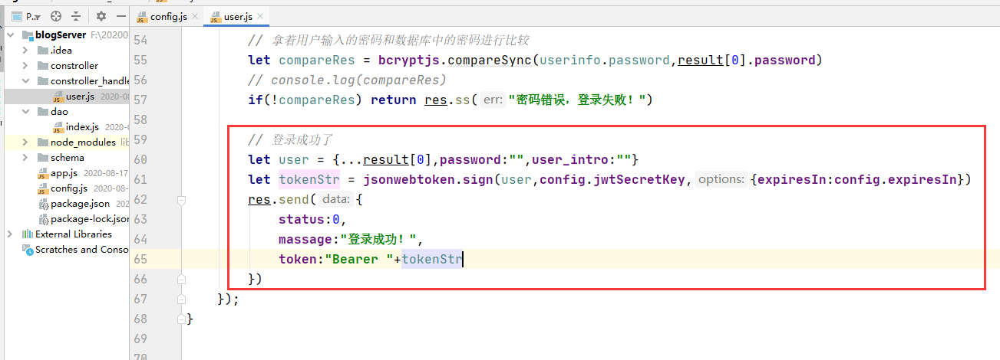 P..
config.js
user.js
blogServer F:\20200
.idea
constroller
constroller_handle
user.js 2020-08
dao
index.js 2020-0
node_modules lib
schema
app.js 2020-08-17
config.js 2020-08-
package.json 202
package-lock.json
External Libraries
Scratches and Conso
54 // 拿着用户输入的密码和数据库中的密码进行比较
55 let compareRes = bcryptjs.compareSync(userinfo.password,result[0].password)
56 // console.log(compareRes)
57 if(!compareRes) return res.ss( err: "密码错误，登录失败！")
58
59 // 登录成功了
60 let user = {...result[0],password:"",user_intro:""}
61 let tokenStr = jsonwebtoken.sign(user,config.jwtSecretKey, options: {expiresIn:config.expiresIn})
62 res.send( data: {
63 status:0,
64 massage:"登录成功！",
65 token:"Bearer "+tokenStr
66 })
67 });
68 }
69
70